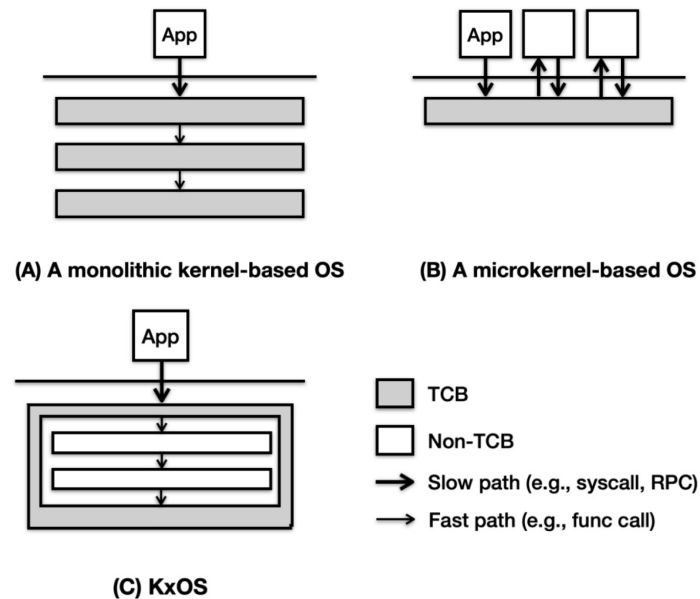 App
App
(A) A monolithic kernel-based OS
(B) A microkernel-based OS
App
TCB
Non-TCB
Slow path (e.g., syscall, RPC)
Fast path (e.g., func call)
(C) KxOS